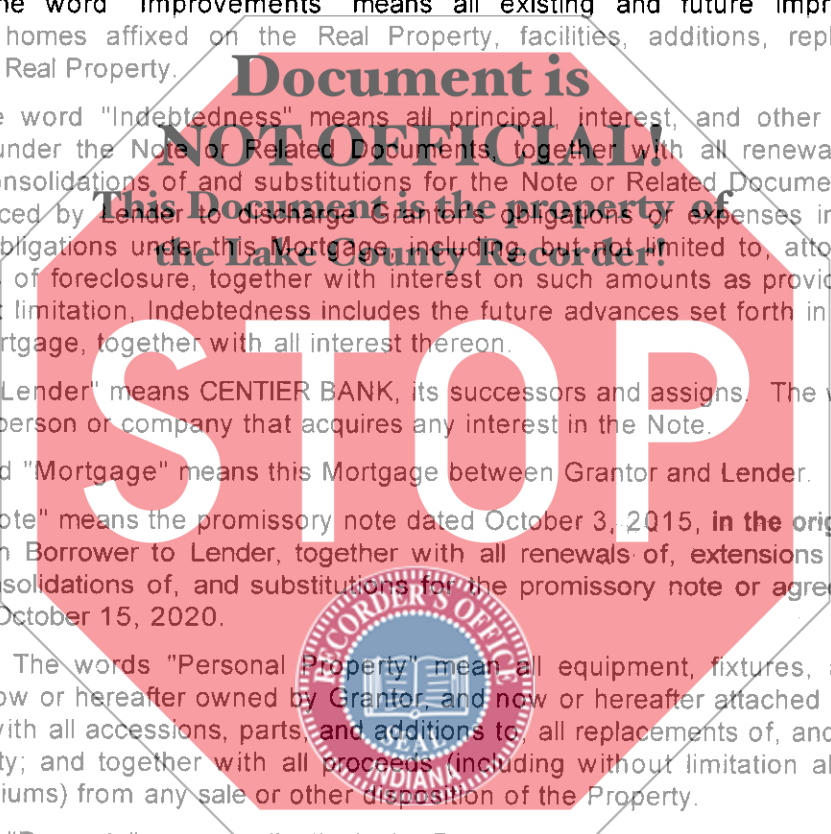 he word "Improvements" means all existing and future impr
homes affixed on the Real Property, facilities, additions, repl
Real Property.
Document is
e word "Indebtedness" means all principal, interest, and other
NOT OFFICIAL!
under the Note or Related Documents, together with all renewa
onsolidations of and substitutions for the Note or Related Docume
This Document is the property of
ced by Lender to discharge Grantor's obligations or expenses in
the Lake County Recorder!
bligations under this Mortgage, including, but not limited to, atto
of foreclosure, together with interest on such amounts as provid
t limitation, Indebtedness includes the future advances set forth in
rtgage, together with all interest thereon.
STOP
Lender" means CENTIER BANK, its successors and assigns. The
person or company that acquires any interest in the Note.
d "Mortgage" means this Mortgage between Grantor and Lender.
ote" means the promissory note dated October 3, 2015, in the orig
Borrower to Lender, together with all renewals of, extensions
solidations of, and substitutions for the promissory note or agre
October 15, 2020.
RECORDER'S OFFICE
The words "Personal Property" mean all equipment, fixtures,
ow or hereafter owned by Grantor, and now or hereafter attached
with all accessions, parts, and additions to, all replacements of, and
SEAL
ty; and together with all proceeds (including without limitation al
INDIANA
iums) from any sale or other disposition of the Property.